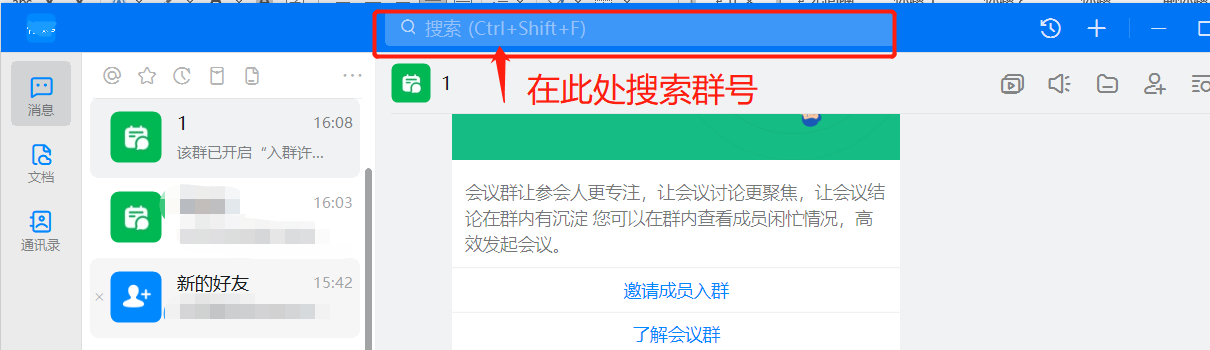 搜索 (Ctrl+Shift+F)
在此处搜索群号
消息
文档
通讯录
1
16:08
该群已开启“入群许...
16:03
新的好友
15:42
1
会议群让参会人更专注，让会议讨论更聚焦，让会议结
论在群内有沉淀 您可以在群内查看成员闲忙情况，高
效发起会议。
邀请成员入群
了解会议群